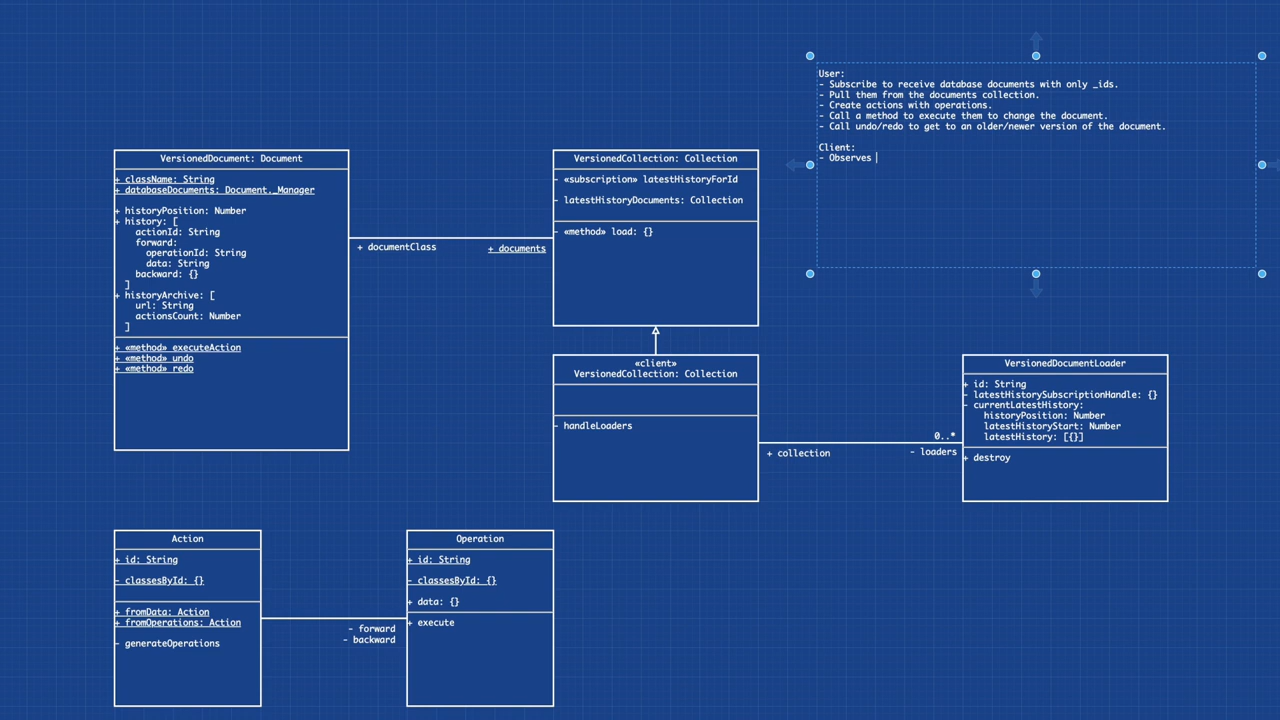 User:
- Subscribe to receive database documents with only _ids.
- Pull them from the documents collection.
- Create actions with operations.
- Call a method to execute them to change the document.
- Call undo/redo to get to an older/newer version of the document.
Client:
- Observes
VersionedDocument: Document
+ className: String
+ databaseDocuments: Document._Manager
+ historyPosition: Number
+ history: [
actionId: String
forward:
operationId: String
data: String
backward: {}
]
+ historyArchive: [
url: String
actionsCount: Number
]
+ «method» executeAction
+ «method» undo
+ «method» redo
+ documentClass
+ documents
VersionedCollection: Collection
- «subscription» latestHistoryForId
- latestHistoryDocuments: Collection
- «method» load: {}
«client»
VersionedCollection: Collection
- handleLoaders
+ collection
0..*
- loaders
VersionedDocumentLoader
+ id: String
- latestHistorySubscriptionHandle: {}
- currentLatestHistory:
historyPosition: Number
latestHistoryStart: Number
latestHistory: [{}]
+ destroy
Action
+ id: String
- classesById: {}
+ fromData: Action
+ fromOperations: Action
- generateOperations
- forward
- backward
Operation
+ id: String
- classesById: {}
+ data: {}
+ execute